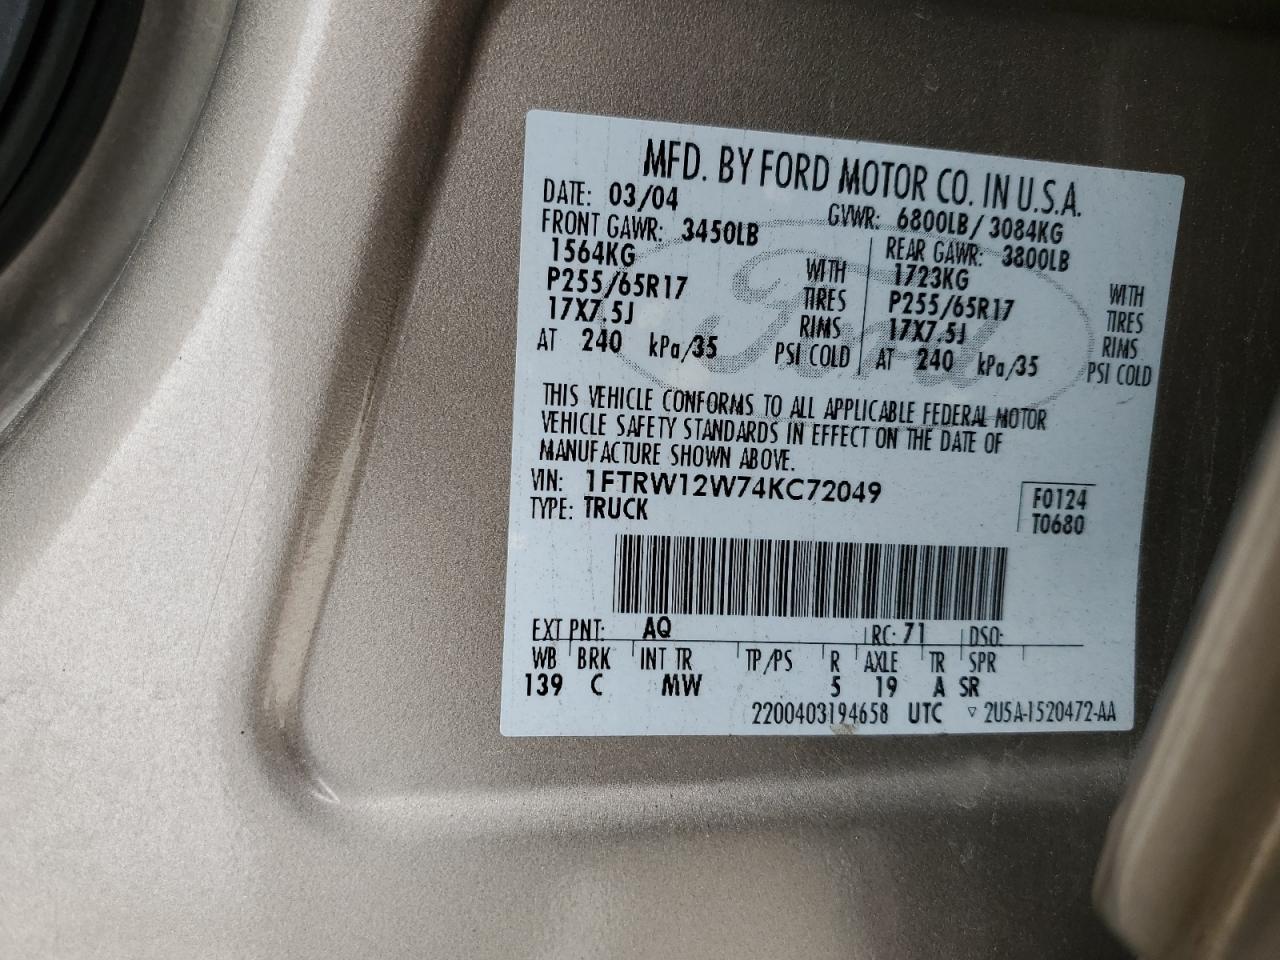 MFD. BY FORD MOTOR CO. IN U.S.A.
DATE: 03/04 GVWR: 6800LB/ 3084KG
FRONT GAWR: 3450LB REAR GAWR: 3800LB
1564KG WITH 1723KG WITH
P255/65R17 TIRES P255/65R17 TIRES
17X7.5J RIMS 17X7.5J RIMS
AT 240 kPa/35 PSI COLD AT 240 kPa/35 PSI COLD
Ford
THIS VEHICLE CONFORMS TO ALL APPLICABLE FEDERAL MOTOR
VEHICLE SAFETY STANDARDS IN EFFECT ON THE DATE OF
MANUFACTURE SHOWN ABOVE.
VIN: 1FTRW12W74KC72049 F0124
TYPE: TRUCK T0680
EXT PNT: AQ RC: 71 DSO:
WB BRK INT TR TP/PS R AXLE TR SPR
139 C MW 5 19 A SR
2200403194658 UTC ▽ 2U5A-1520472-AA